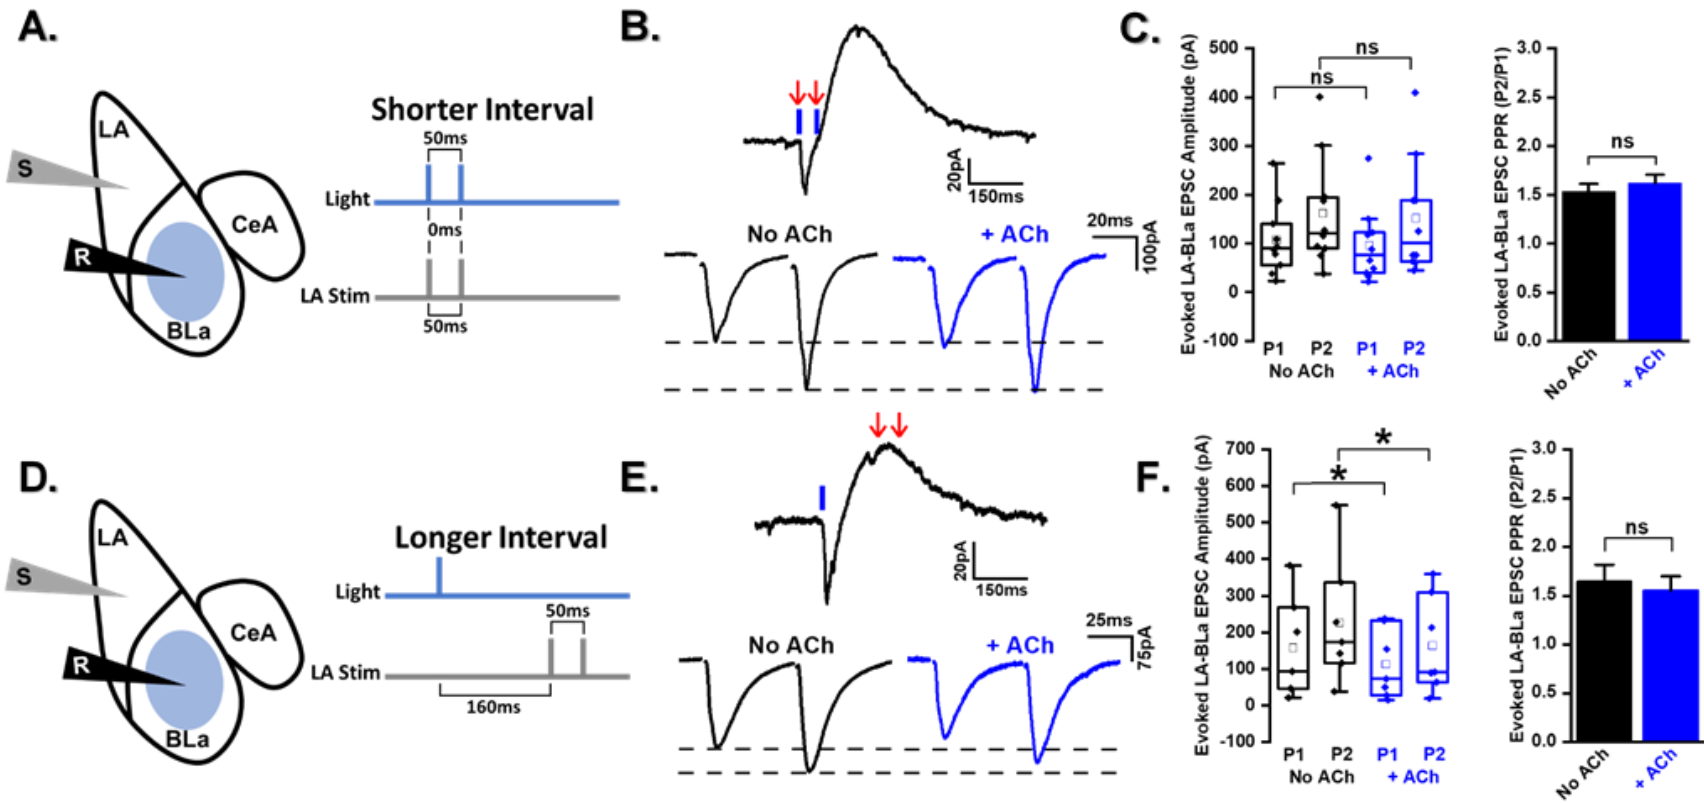 A.
LA
S
R
CeA
BLa
Shorter Interval
50ms
Light
0ms
LA Stim
50ms
B.
20pA
150ms
No ACh
+ ACh
20ms
100pA
C.
Evoked LA-BLa EPSC Amplitude (pA)
500
400
300
200
100
0
-100
ns
ns
P1 P2 P1 P2
No ACh + ACh
Evoked LA-BLa EPSC PPR (P2/P1)
3.0
2.5
2.0
1.5
1.0
0.5
0.0
ns
No ACh
+ ACh
D.
LA
S
R
CeA
BLa
Longer Interval
Light
50ms
LA Stim
160ms
E.
20pA
150ms
No ACh
+ ACh
25ms
75pA
F.
Evoked LA-BLa EPSC Amplitude (pA)
700
600
500
400
300
200
100
0
-100
*
*
P1 P2 P1 P2
No ACh + ACh
Evoked LA-BLa EPSC PPR (P2/P1)
3.0
2.5
2.0
1.5
1.0
0.5
0.0
ns
No ACh
+ ACh